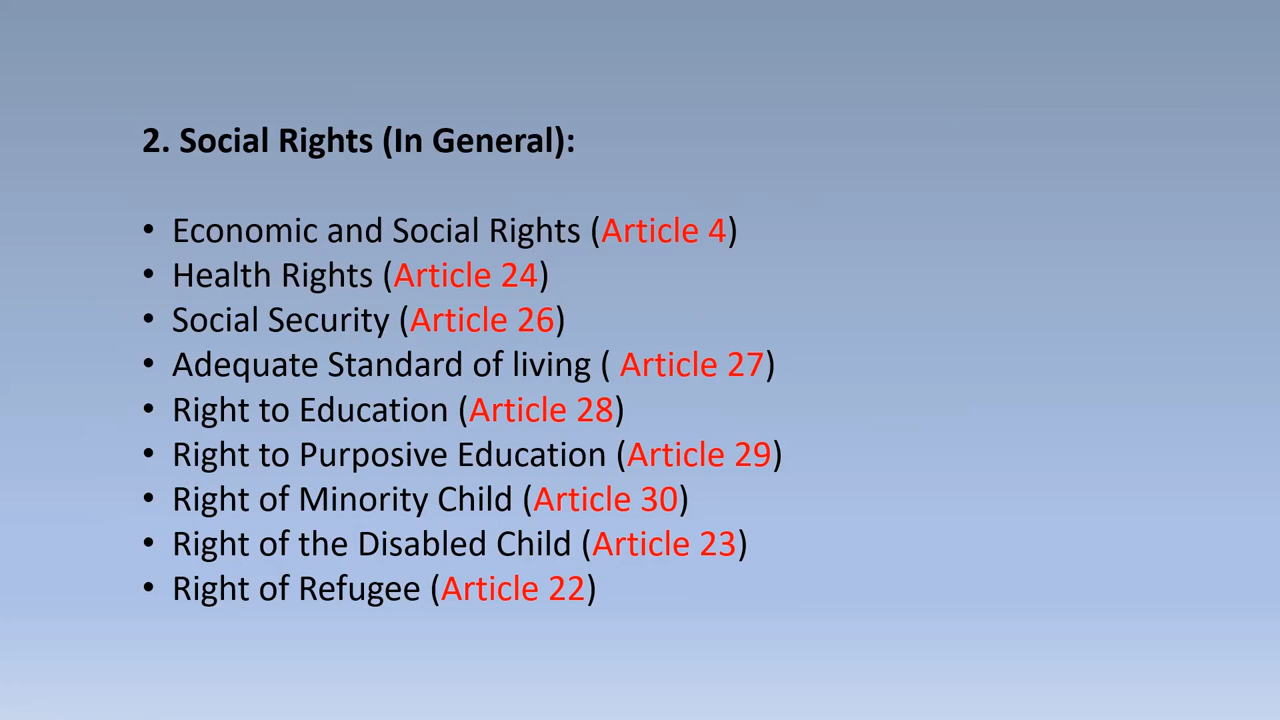 2. Social Rights (In General):
• Economic and Social Rights (Article 4)
• Health Rights (Article 24)
• Social Security (Article 26)
• Adequate Standard of living ( Article 27)
• Right to Education (Article 28)
• Right to Purposive Education (Article 29)
• Right of Minority Child (Article 30)
• Right of the Disabled Child (Article 23)
• Right of Refugee (Article 22)